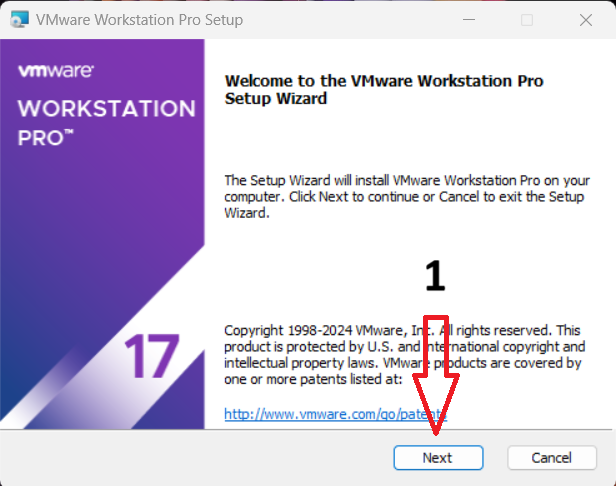 VMware Workstation Pro Setup
vmware®
WORKSTATION
PRO™
17
Welcome to the VMware Workstation Pro
Setup Wizard
The Setup Wizard will install VMware Workstation Pro on your
computer. Click Next to continue or Cancel to exit the Setup
Wizard.
1
Copyright 1998-2024 VMware, Inc. All rights reserved. This
product is protected by U.S. and international copyright and
intellectual property laws. VMware products are covered by
one or more patents listed at:
http://www.vmware.com/go/patents
Next
Cancel